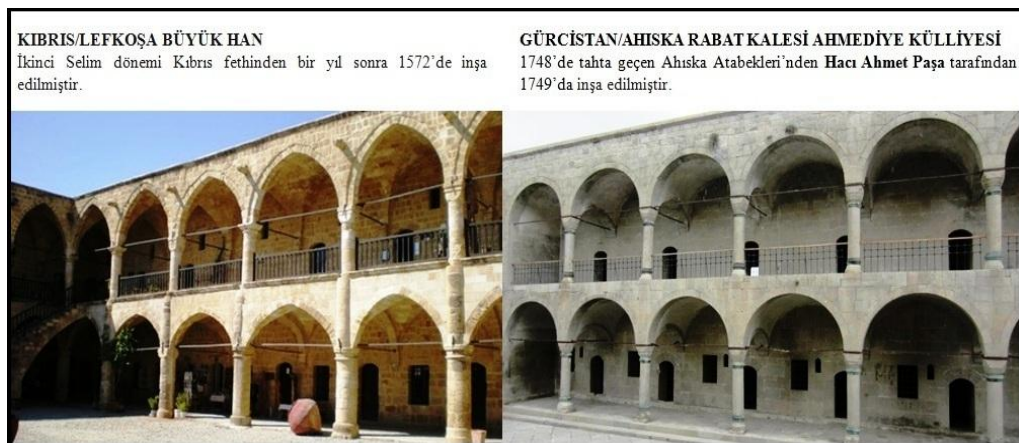 KIBRIS/LEFKOŞA BÜYÜK HAN
İkinci Selim dönemi Kıbrıs fethinden bir yıl sonra 1572'de inşa
edilmiştir.
GÜRCİSTAN/AHISKA RABAT KALESİ AHMEDİYE KÜLLİYESİ
1748'de tahta geçen Ahıska Atabekleri'nden Hacı Ahmet Paşa tarafından
1749'da inşa edilmiştir.